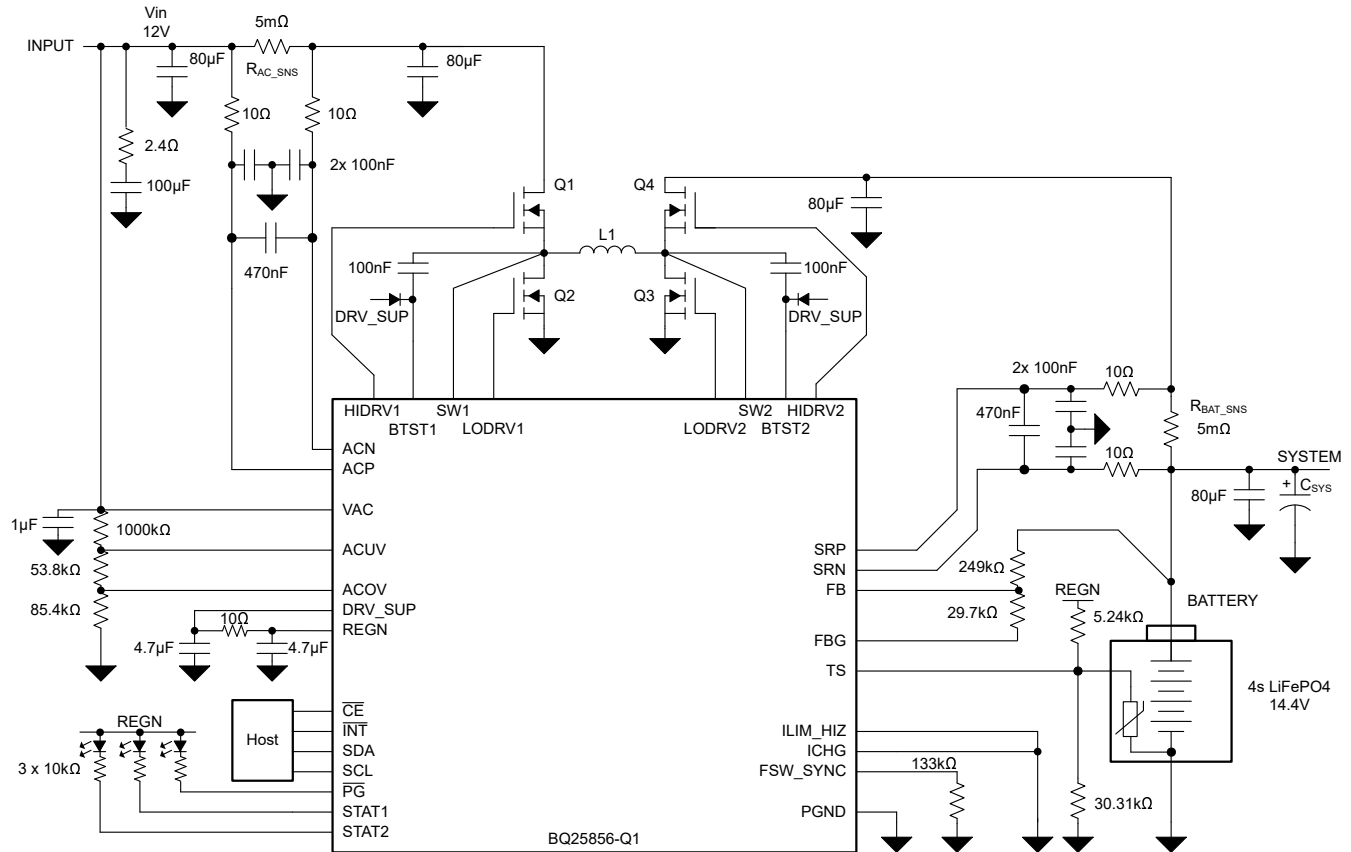 Vin
12V
INPUT
5mΩ
R_AC_SNS
80µF
80µF
10Ω
10Ω
2.4Ω
100µF
2x 100nF
470nF
Q1
Q4
80µF
L1
100nF
100nF
Q2
Q3
DRV_SUP
DRV_SUP
2x 100nF
10Ω
470nF
R_BAT_SNS
5mΩ
10Ω
SYSTEM
80µF
+
C_SYS
HIDRV1
BTST1
SW1
LODRV1
LODRV2
SW2
BTST2
HIDRV2
ACN
ACP
VAC
ACUV
ACOV
DRV_SUP
REGN
1µF
1000kΩ
53.8kΩ
85.4kΩ
10Ω
4.7µF
4.7µF
SRP
SRN
FB
FBG
TS
249kΩ
29.7kΩ
REGN
5.24kΩ
BATTERY
4s LiFePO4
14.4V
REGN
3 x 10kΩ
Host
CE
INT
SDA
SCL
PG
STAT1
STAT2
ILIM_HIZ
ICHG
FSW_SYNC
133kΩ
PGND
30.31kΩ
BQ25856-Q1